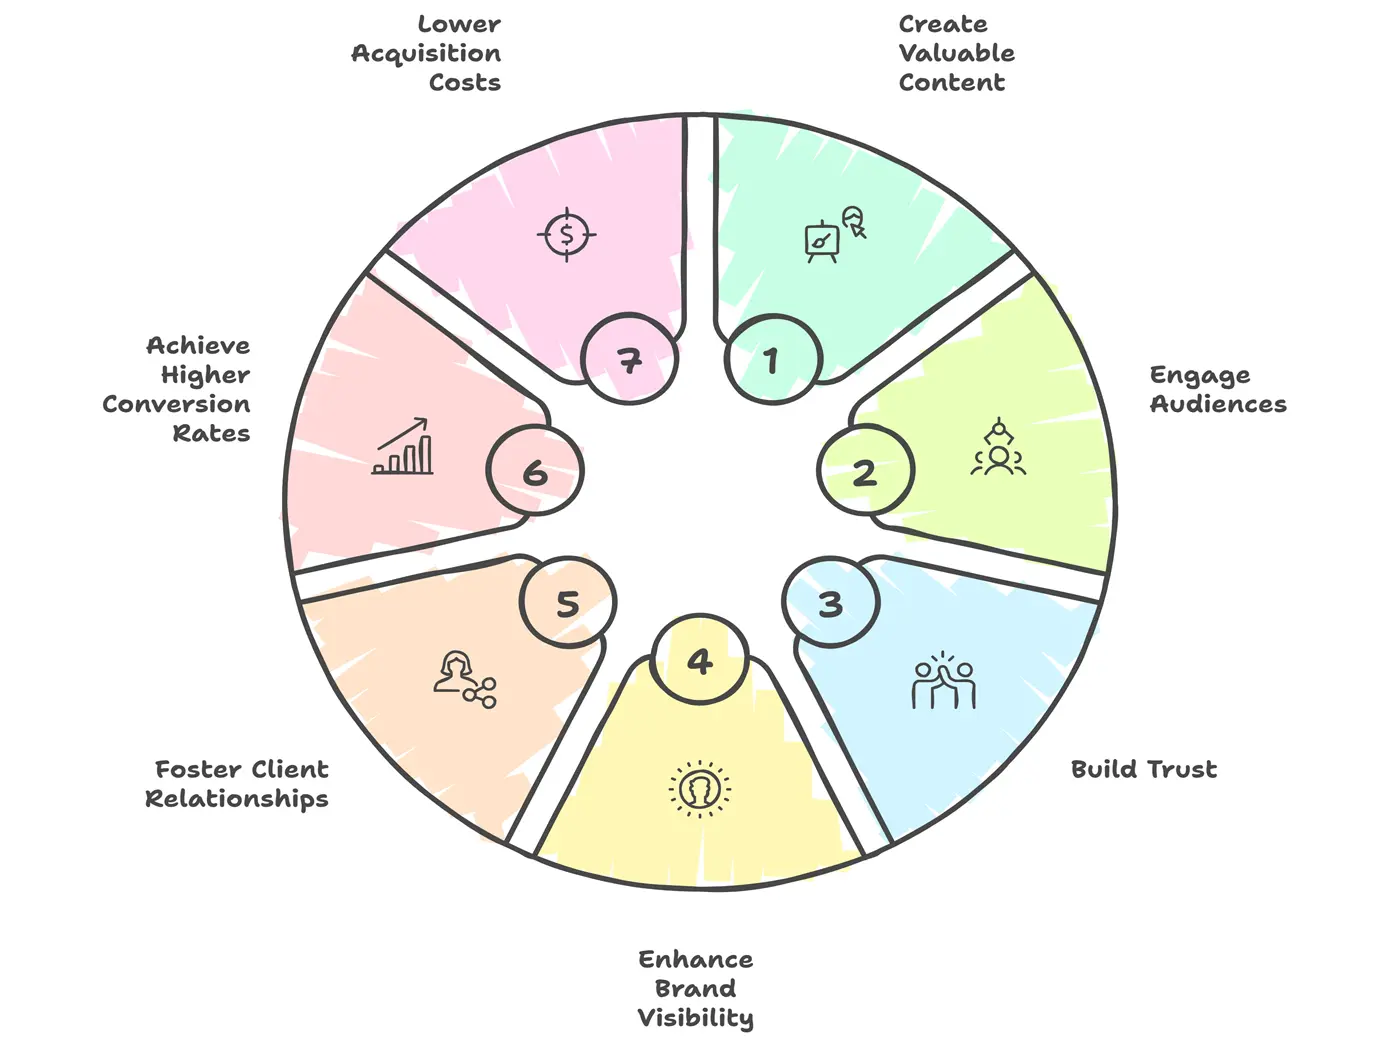 Lower
Acquisition
Costs
Create
Valuable
Content
$
7
1
Achieve
Higher
Conversion
Rates
Engage
Audiences
6
2
5
3
4
Foster Client
Relationships
Build Trust
Enhance
Brand
Visibility